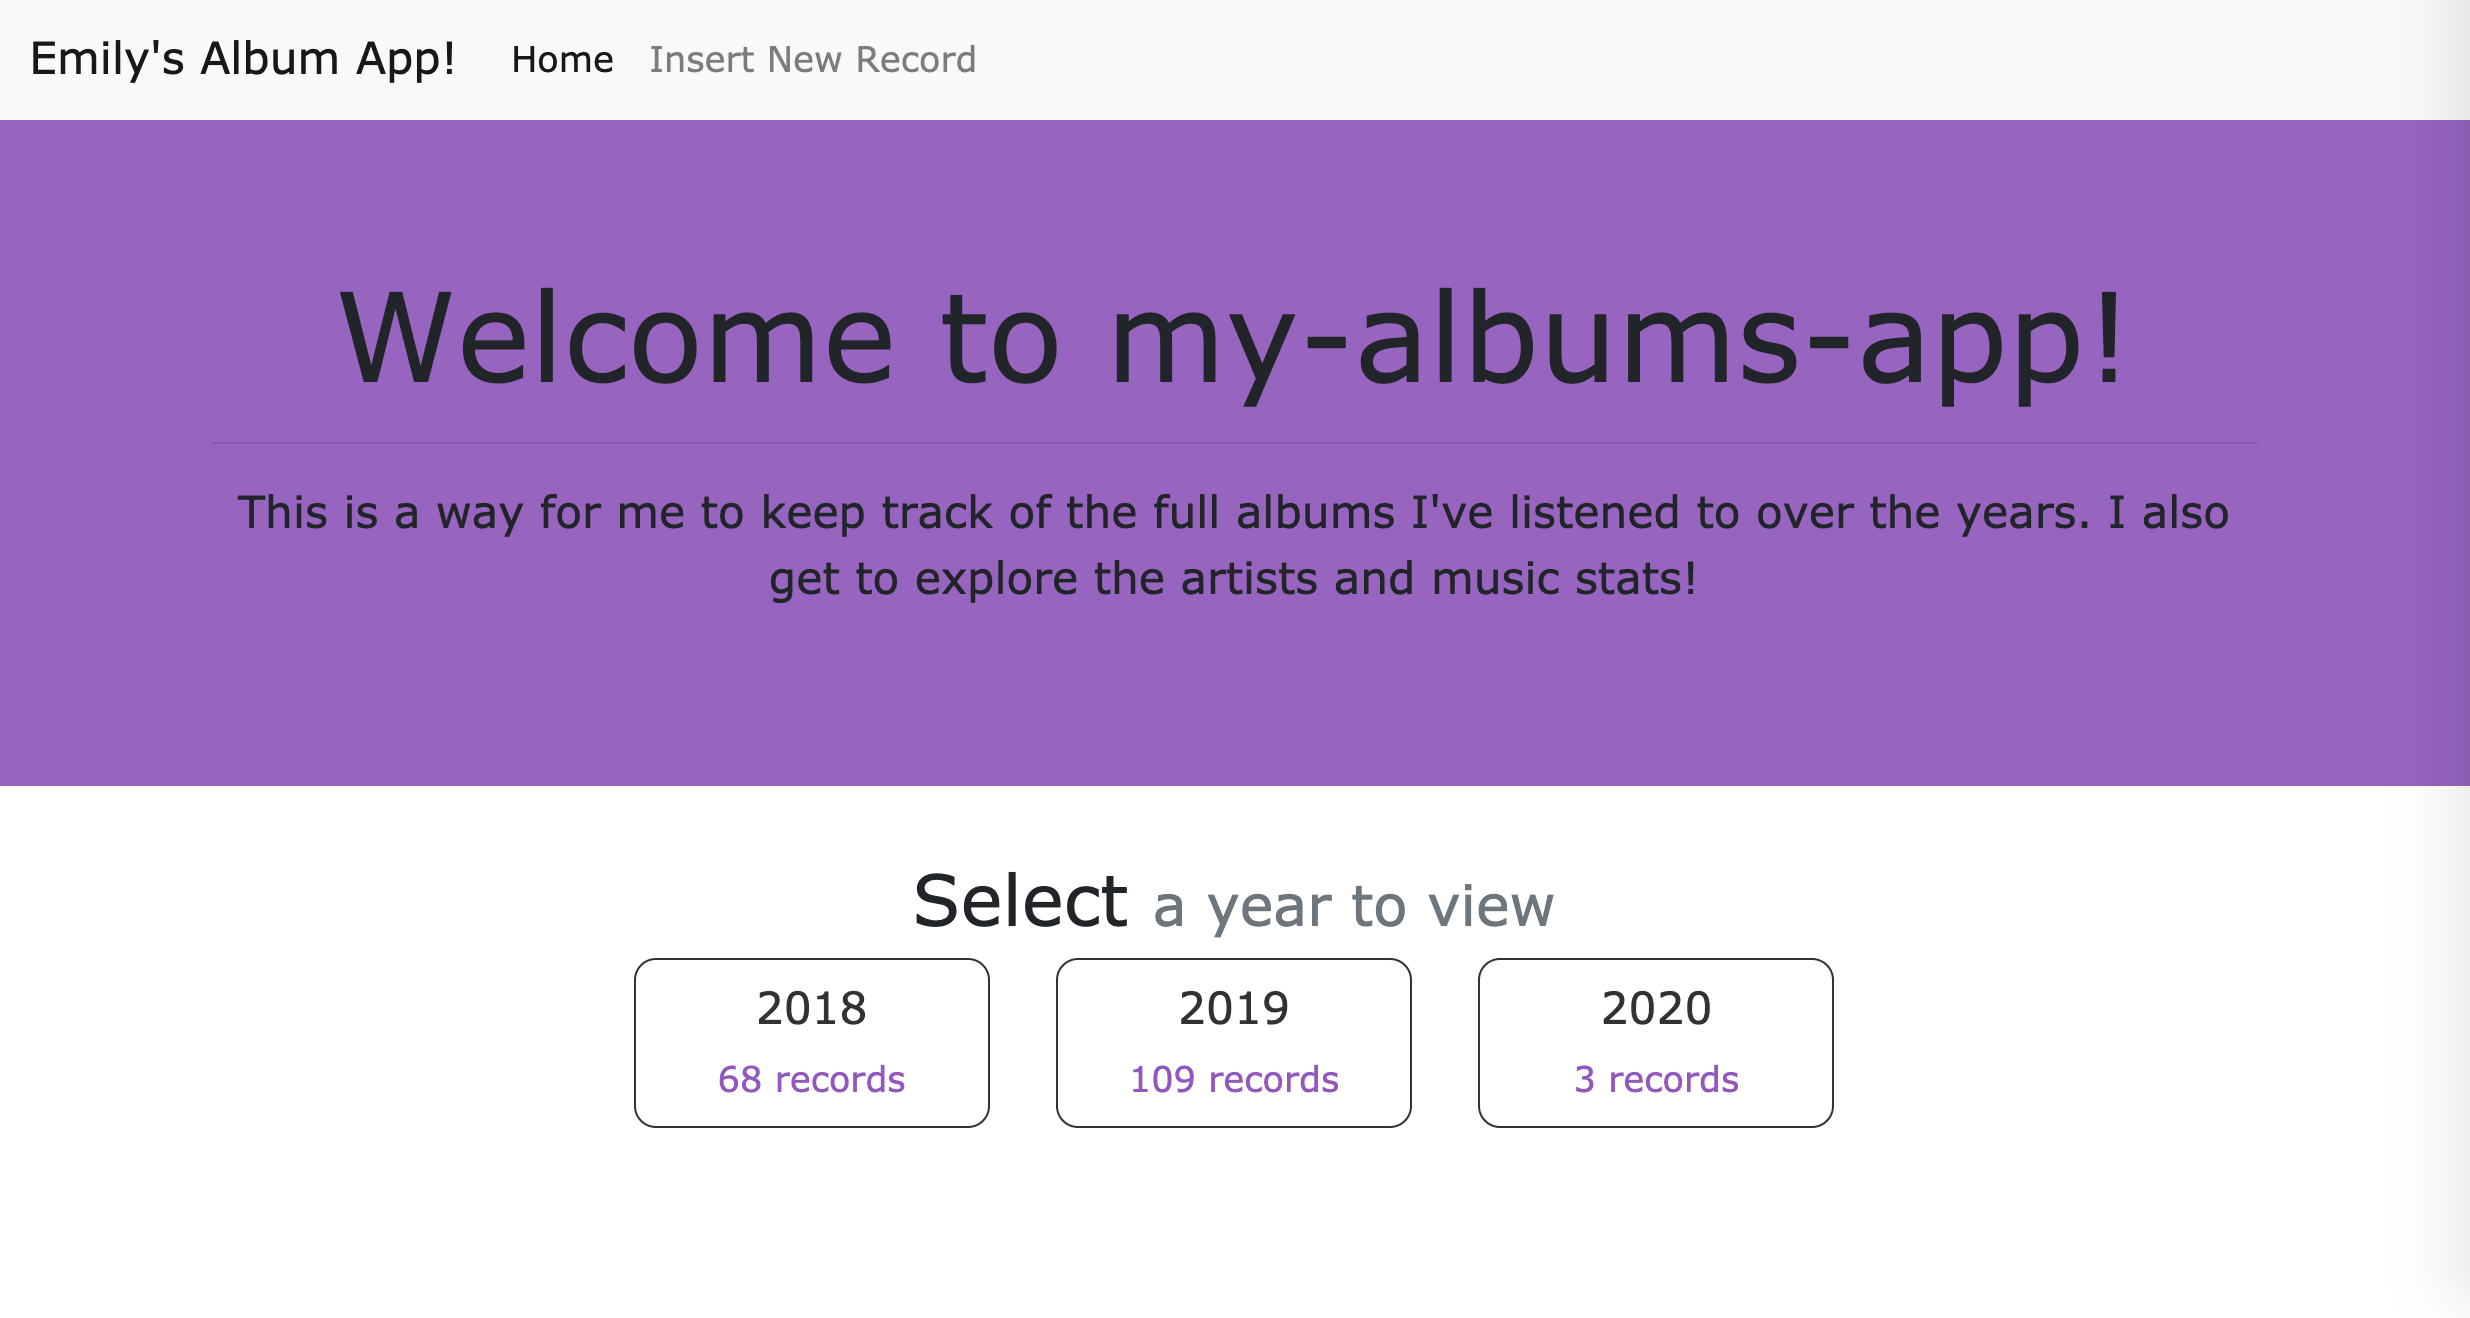 Emily's Album App! Home Insert New Record
Welcome to my-albums-app!
This is a way for me to keep track of the full albums I've listened to over the years. I also
get to explore the artists and music stats!
Select a year to view
2018
68 records
2019
109 records
2020
3 records